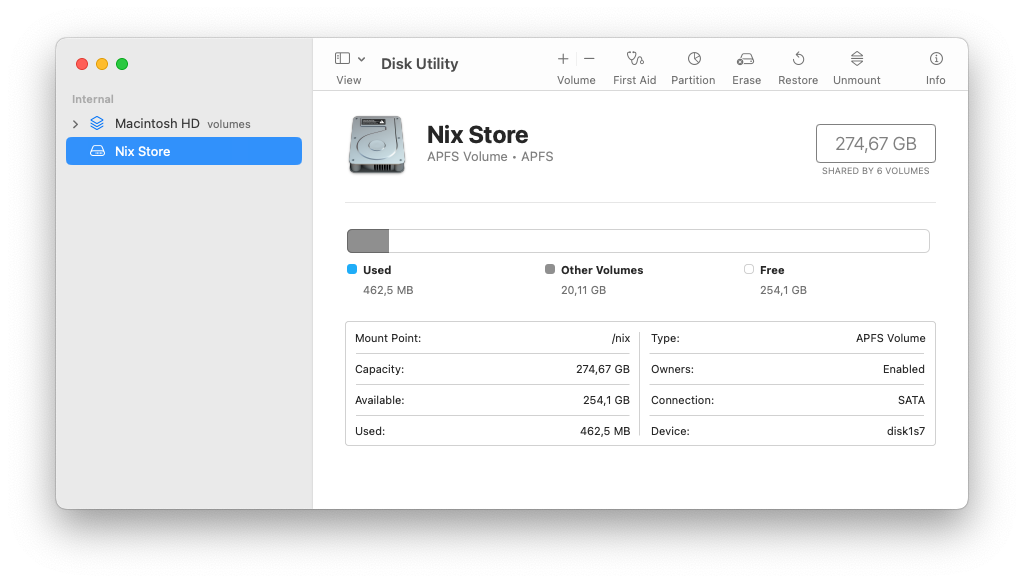 View
Disk Utility
Volume
First Aid
Partition
Erase
Restore
Unmount
Info
Internal
Macintosh HD volumes
Nix Store
Nix Store
APFS Volume • APFS
274,67 GB
SHARED BY 6 VOLUMES
Used
462,5 MB
Other Volumes
20,11 GB
Free
254,1 GB
Mount Point: /nix
Capacity: 274,67 GB
Available: 254,1 GB
Used: 462,5 MB
Type: APFS Volume
Owners: Enabled
Connection: SATA
Device: disk1s7